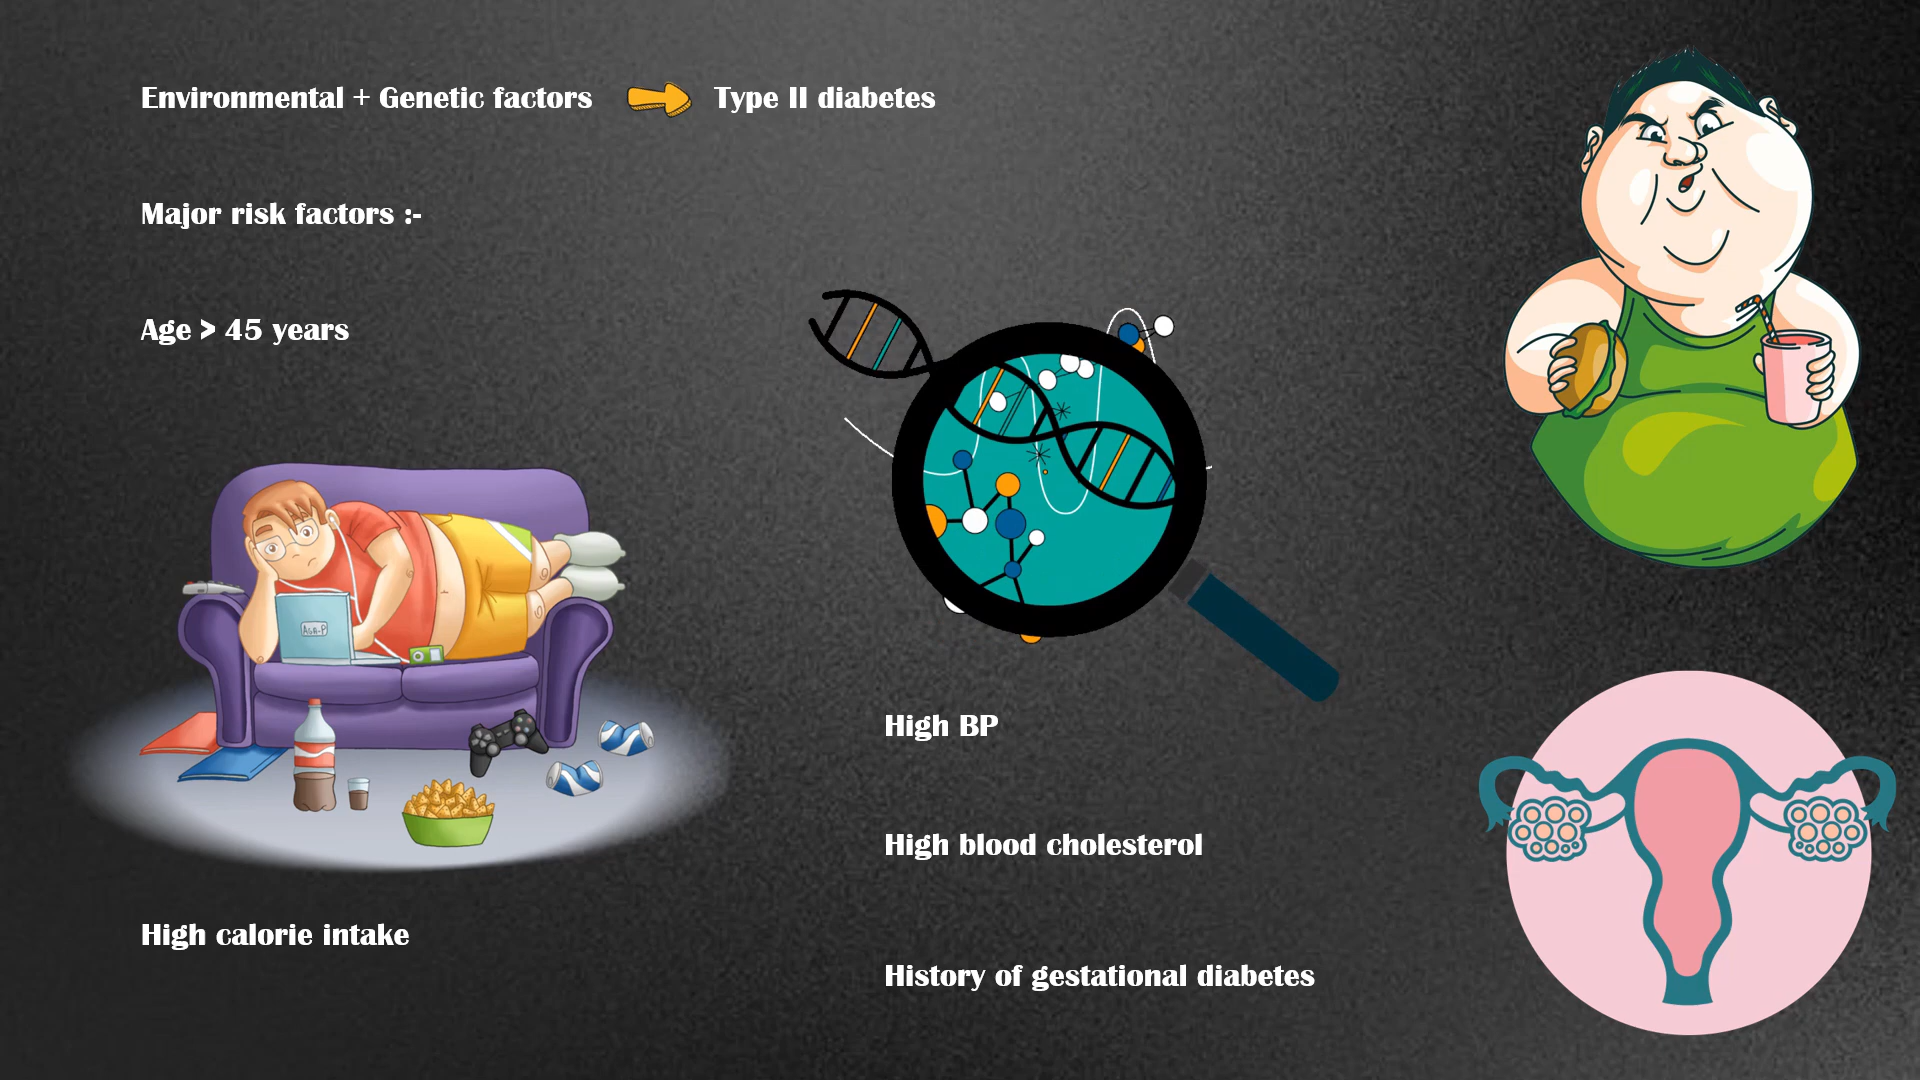 Environmental + Genetic factors
Type II diabetes
Major risk factors :-
Age > 45 years
AGA-P
High calorie intake
High BP
High blood cholesterol
History of gestational diabetes